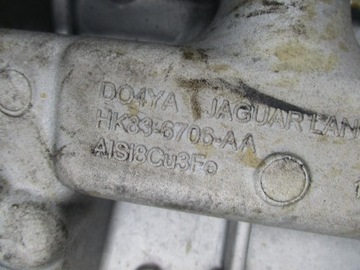 DO4YA JAGUAR LAN
HK83-6706-AA
AlSi8Cu3Fe